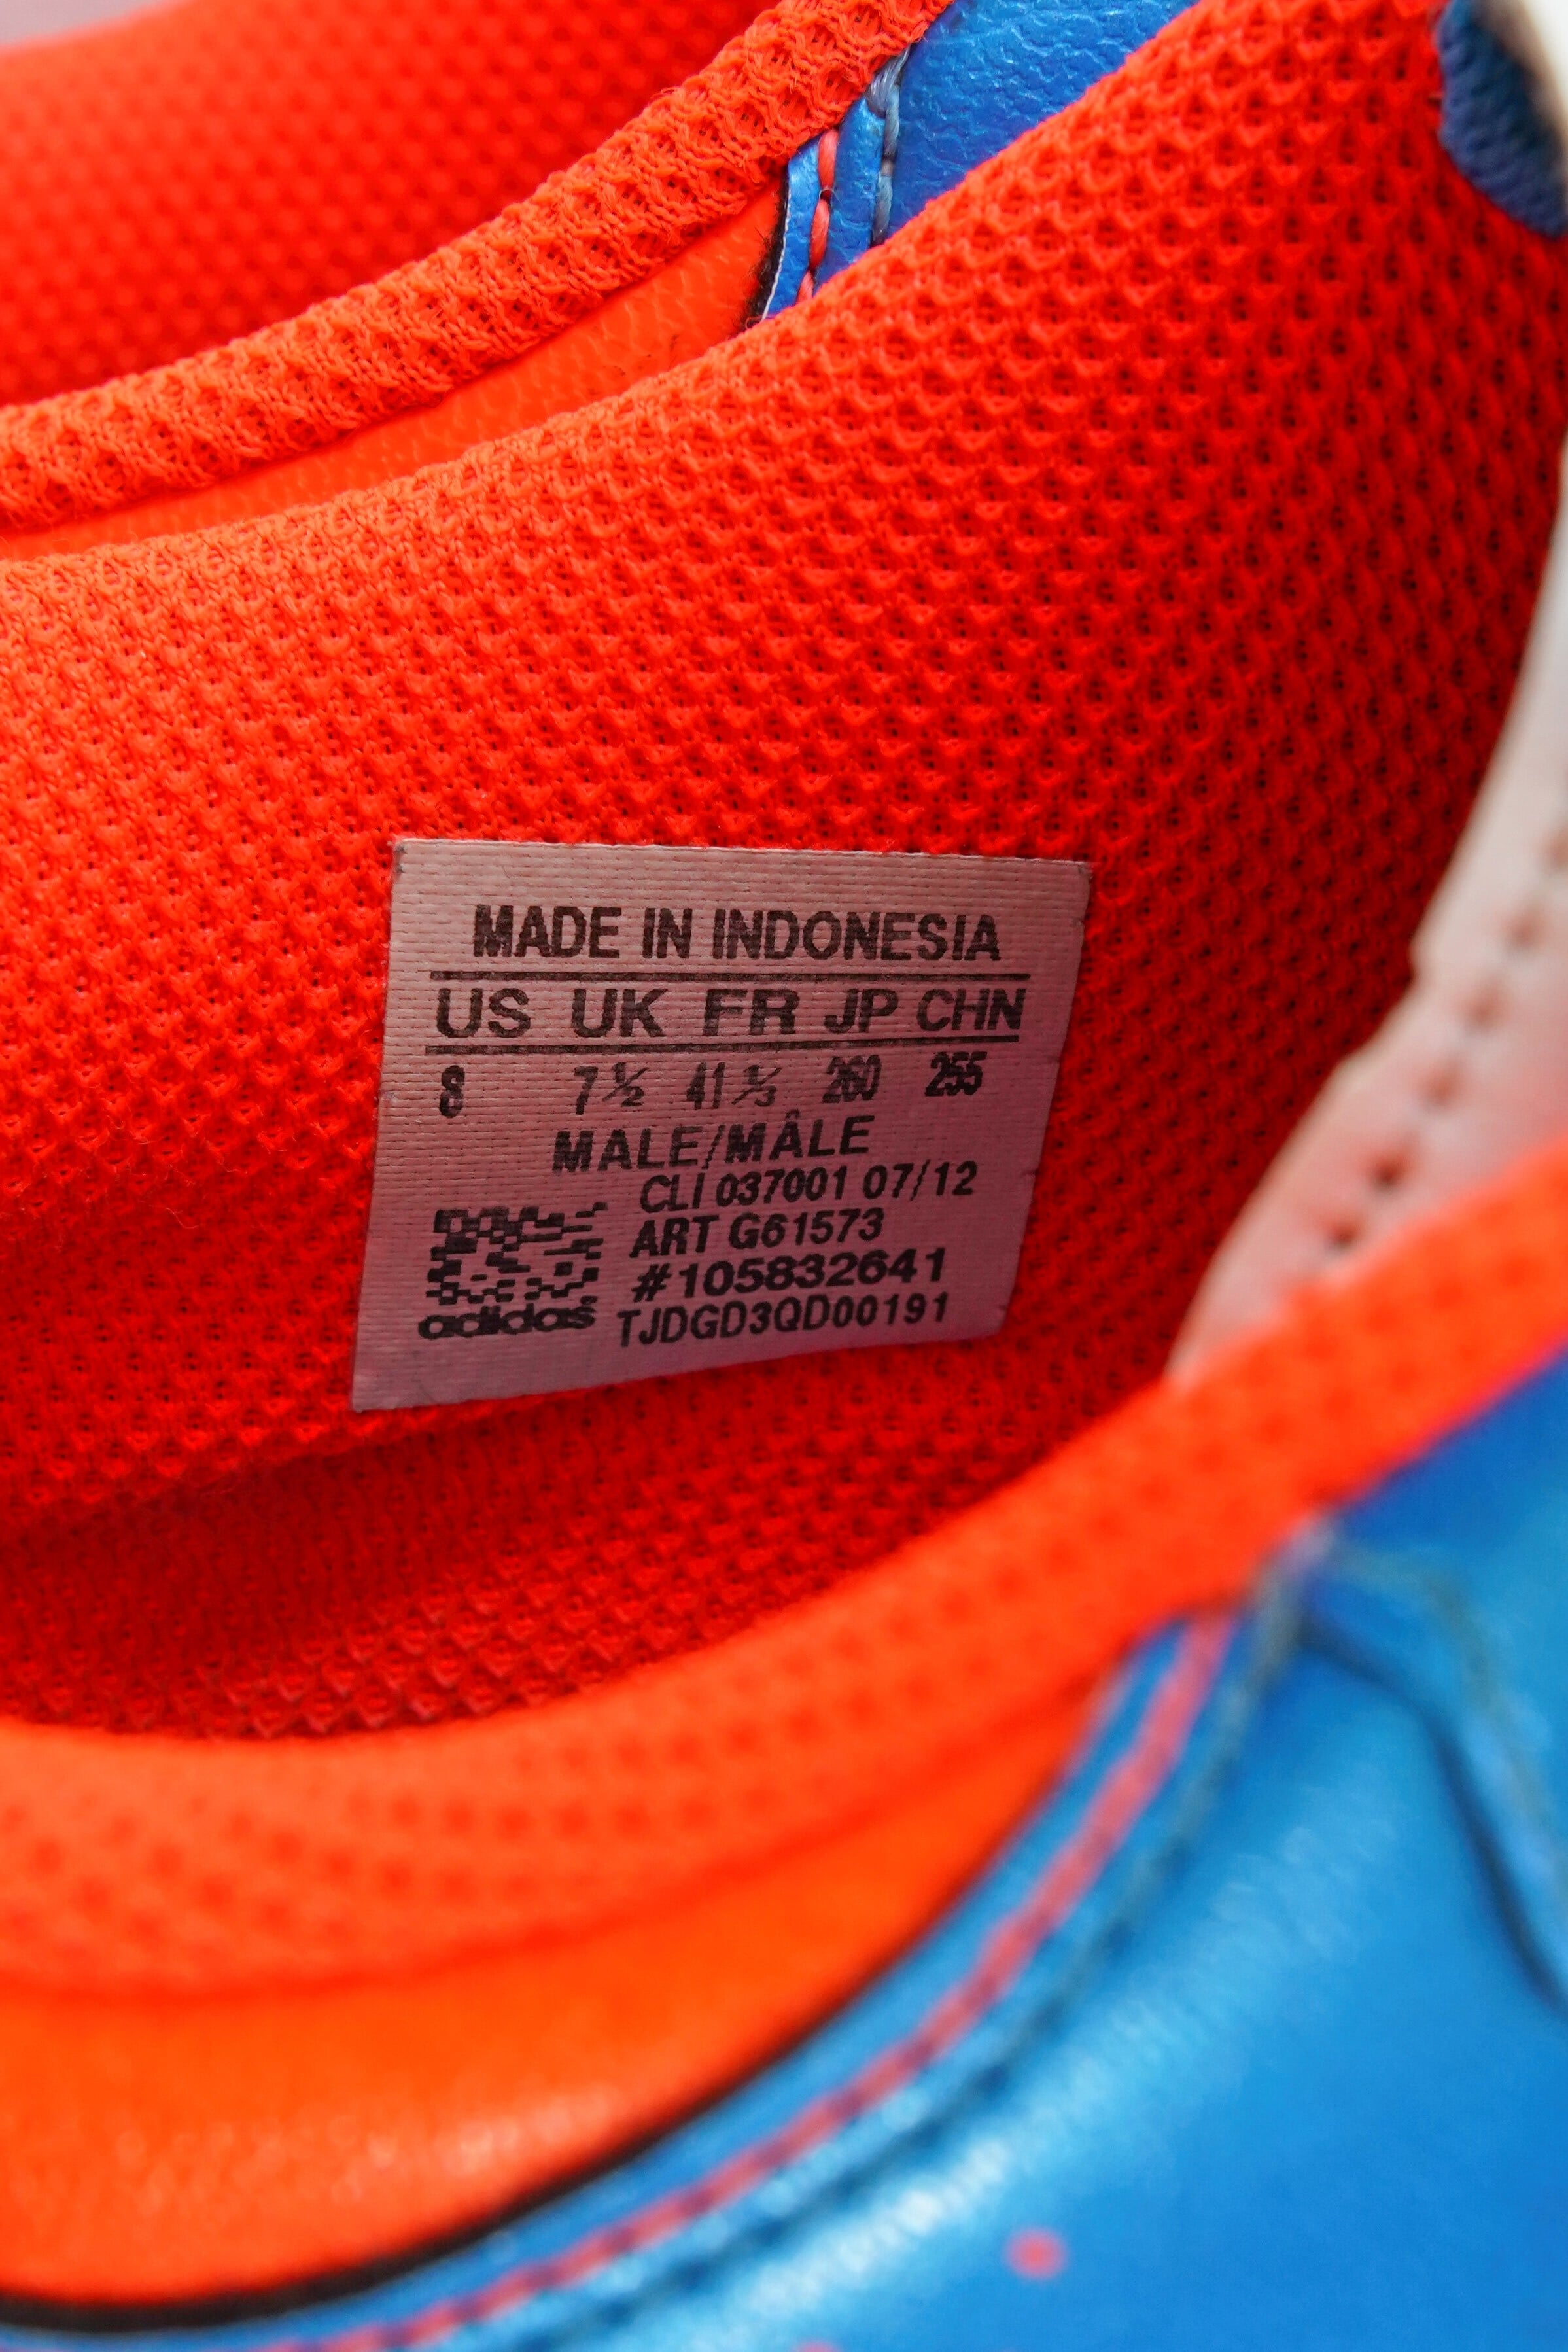 MADE IN INDONESIA
US UK FR JP CHN
8 7½ 41⅓ 260 255
MALE/MÂLE
CLI 037001 07/12
ART G61573
#105832641
adidas TJDGD3QD00191